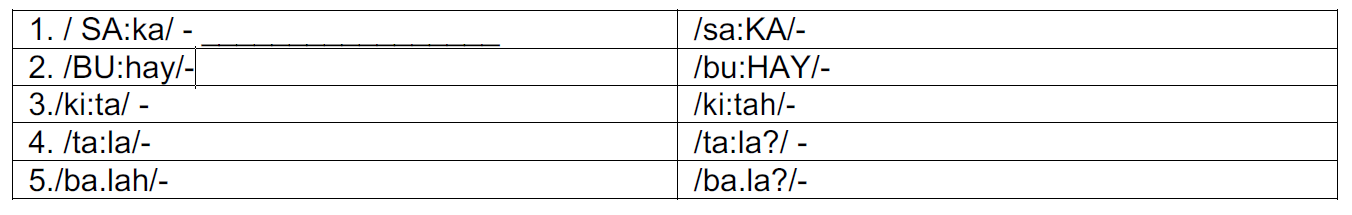 1. / SA:ka/ - _________________ /sa:KA/-
2. /BU:hay/- /bu:HAY/-
3./ki:ta/ - /ki:tah/-
4. /ta:la/- /ta:la?/ -
5./ba.lah/- /ba.la?/-